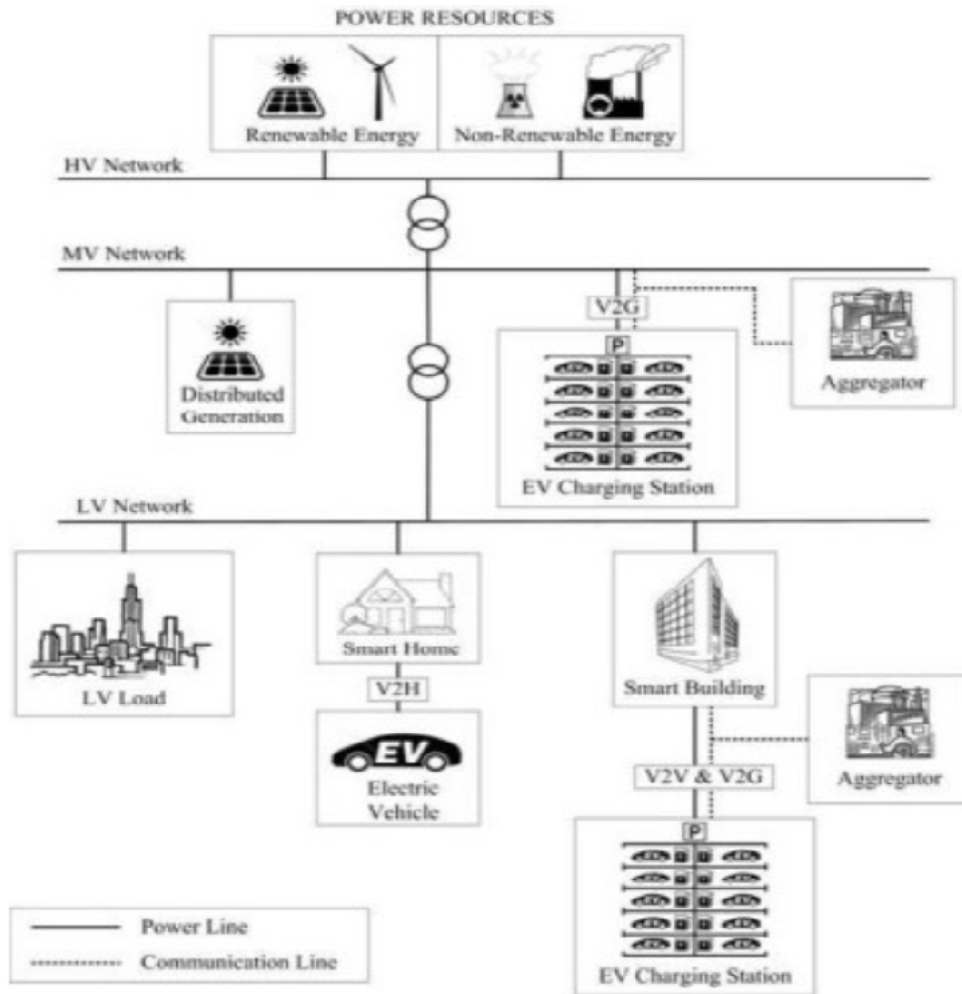 POWER RESOURCES
Renewable Energy
Non-Renewable Energy
HV Network
MV Network
V2G
P
Distributed
Generation
Aggregator
EV Charging Station
LV Network
LV Load
Smart Home
V2H
EV
Electric
Vehicle
Smart Building
V2V & V2G
Aggregator
P
EV Charging Station
Power Line
Communication Line